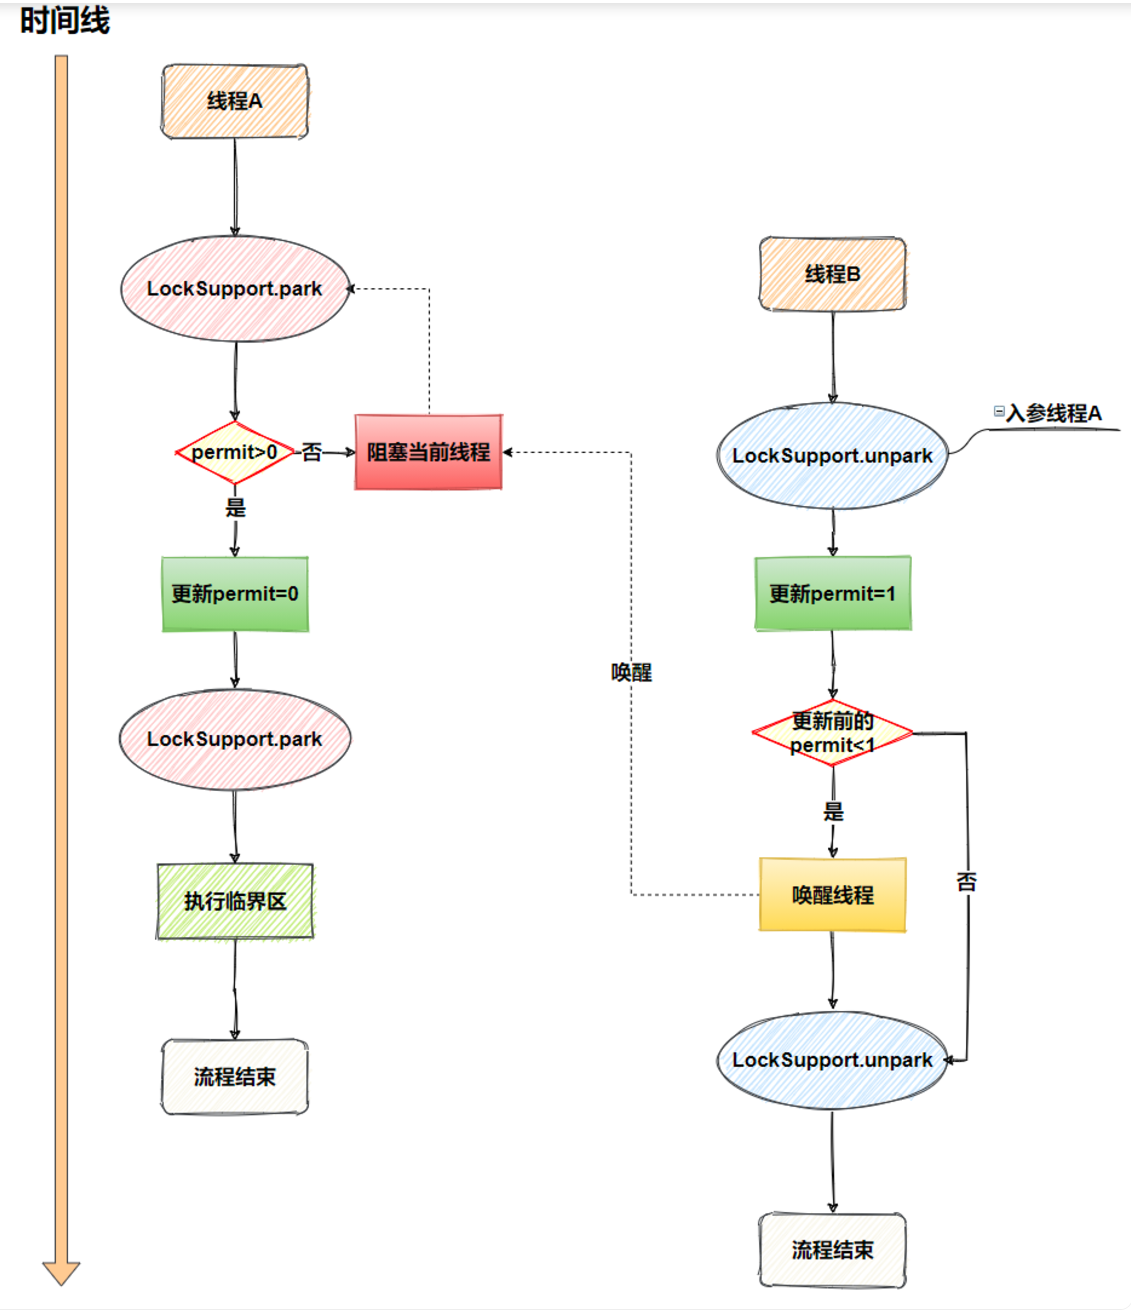 时间线
线程A
LockSupport.park
permit>0
否
阻塞当前线程
是
更新permit=0
LockSupport.park
执行临界区
流程结束
唤醒
线程B
LockSupport.unpark
入参线程A
更新permit=1
更新前的
permit<1
是
否
唤醒线程
LockSupport.unpark
流程结束